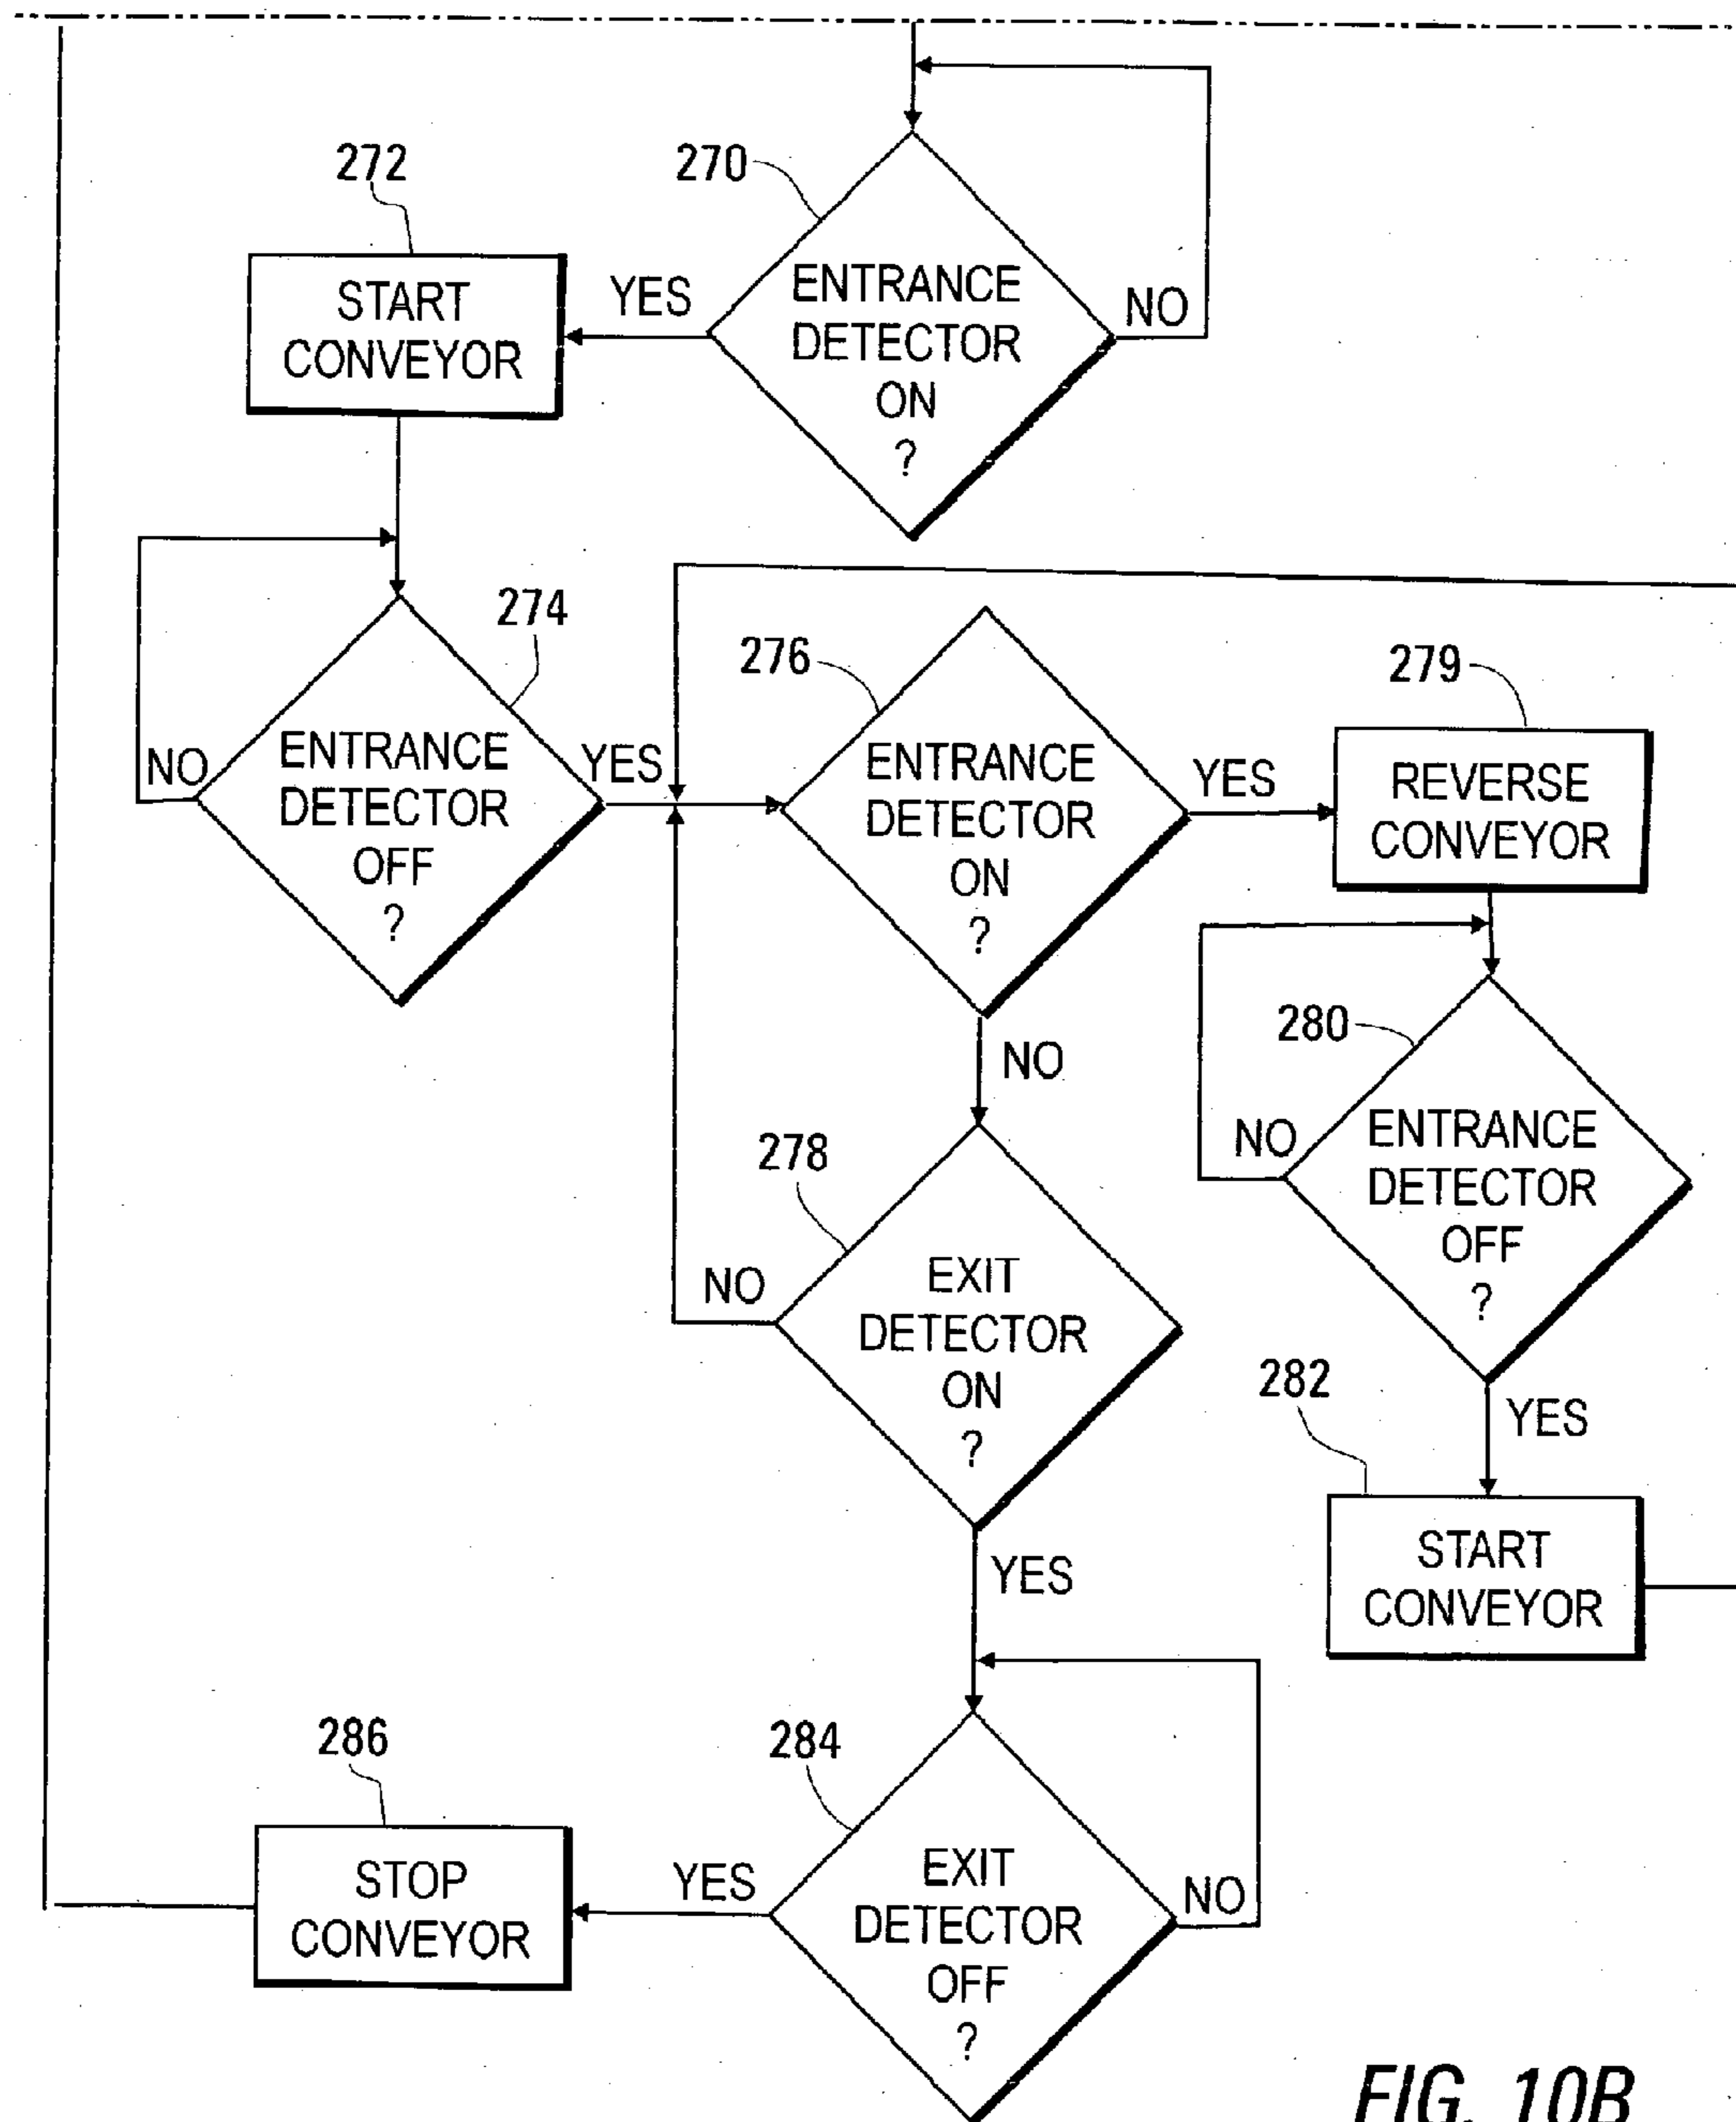 272
270
START
CONVEYOR
YES
ENTRANCE
DETECTOR
ON
?
NO
274
276
279
NO
ENTRANCE
DETECTOR
OFF
?
YES
ENTRANCE
DETECTOR
ON
?
YES
REVERSE
CONVEYOR
NO
280
278
NO
ENTRANCE
DETECTOR
OFF
?
NO
EXIT
DETECTOR
ON
?
282
YES
YES
START
CONVEYOR
286
284
STOP
CONVEYOR
YES
EXIT
DETECTOR
OFF
?
NO
FIG. 10B